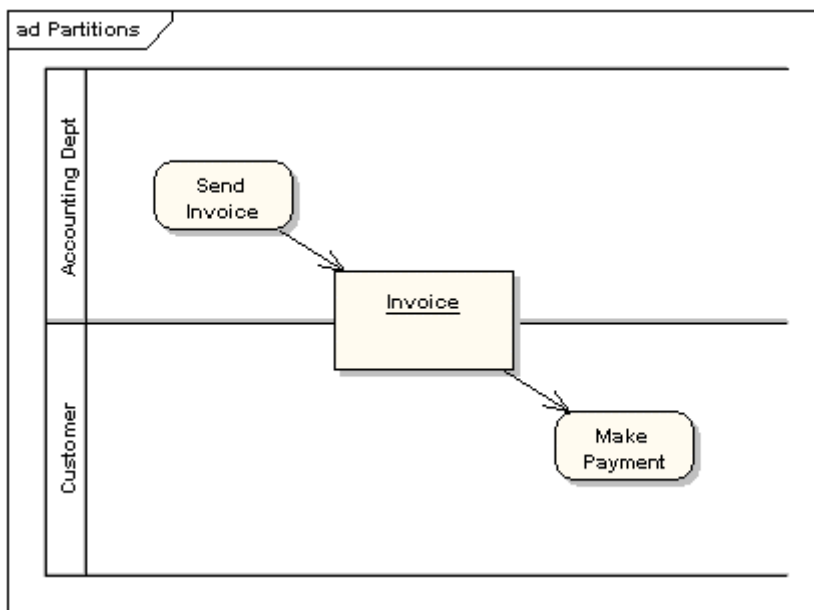 ad Partitions
Accounting Dept
Send
Invoice
Invoice
Customer
Make
Payment